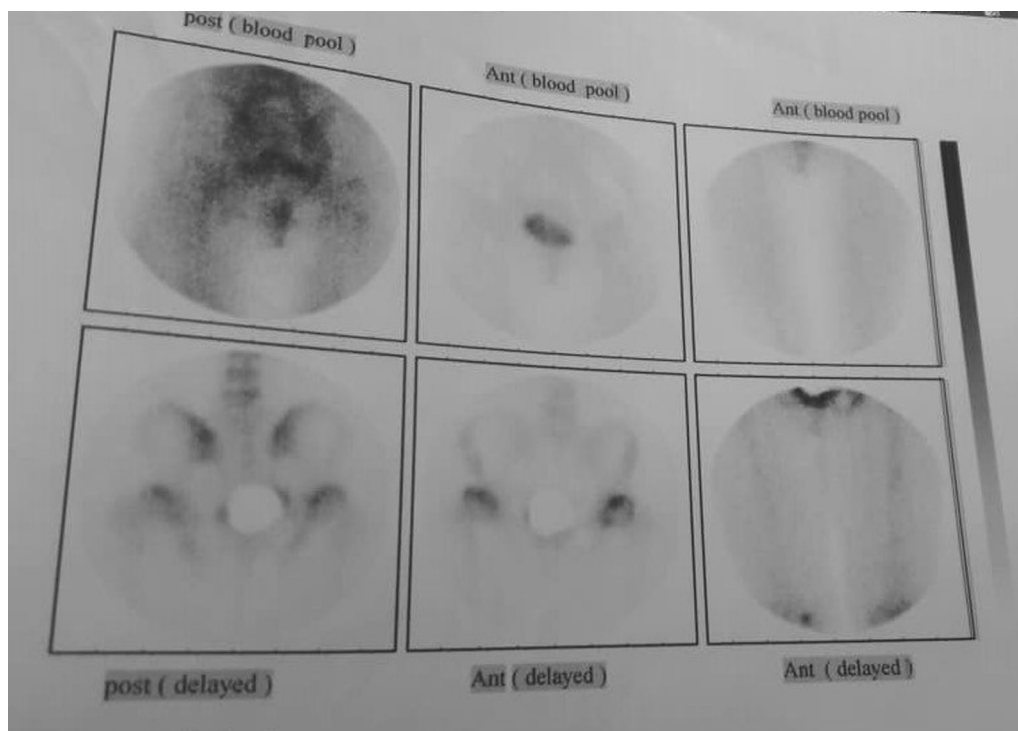 post ( blood pool )
Ant ( blood pool )
Ant ( blood pool )
post ( delayed )
Ant ( delayed )
Ant ( delayed )